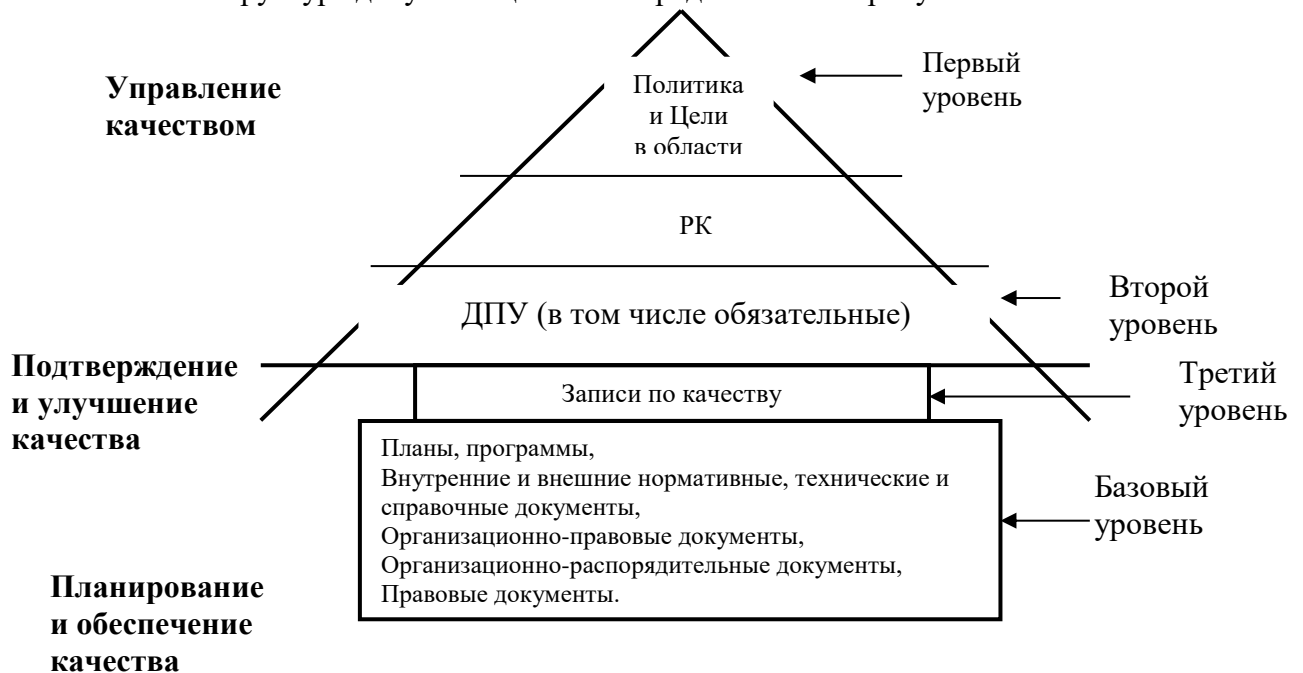 Управление
качеством
Политика
и Цели
в области
Первый
уровень
РК
ДПУ (в том числе обязательные)
Второй
уровень
Подтверждение
и улучшение
качества
Записи по качеству
Третий
уровень
Планы, программы,
Внутренние и внешние нормативные, технические и
справочные документы,
Организационно-правовые документы,
Организационно-распорядительные документы,
Правовые документы.
Базовый
уровень
Планирование
и обеспечение
качества